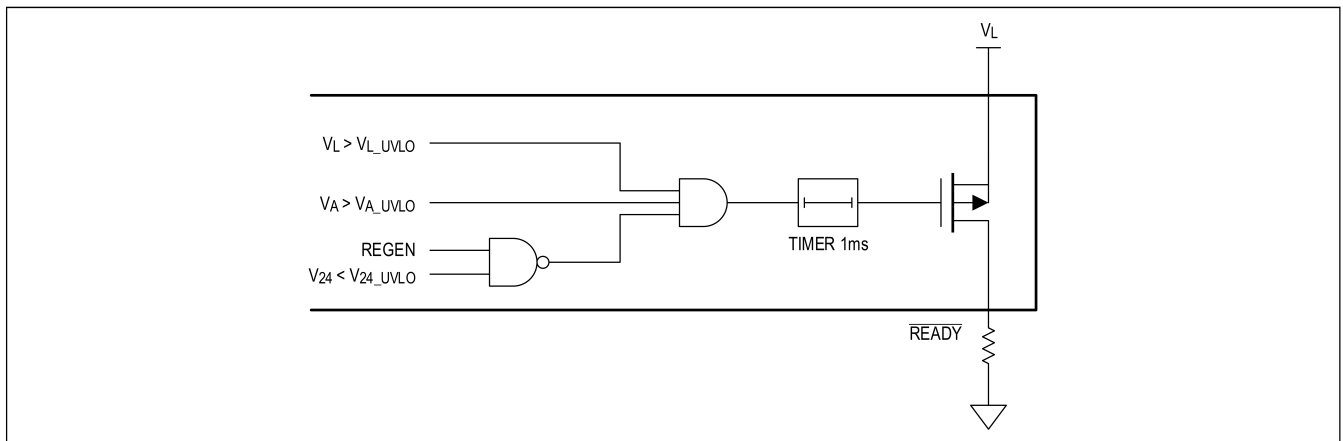 VL
VL > VL_UVLO
VA > VA_UVLO
REGEN
V24 < V24_UVLO
TIMER 1ms
READY